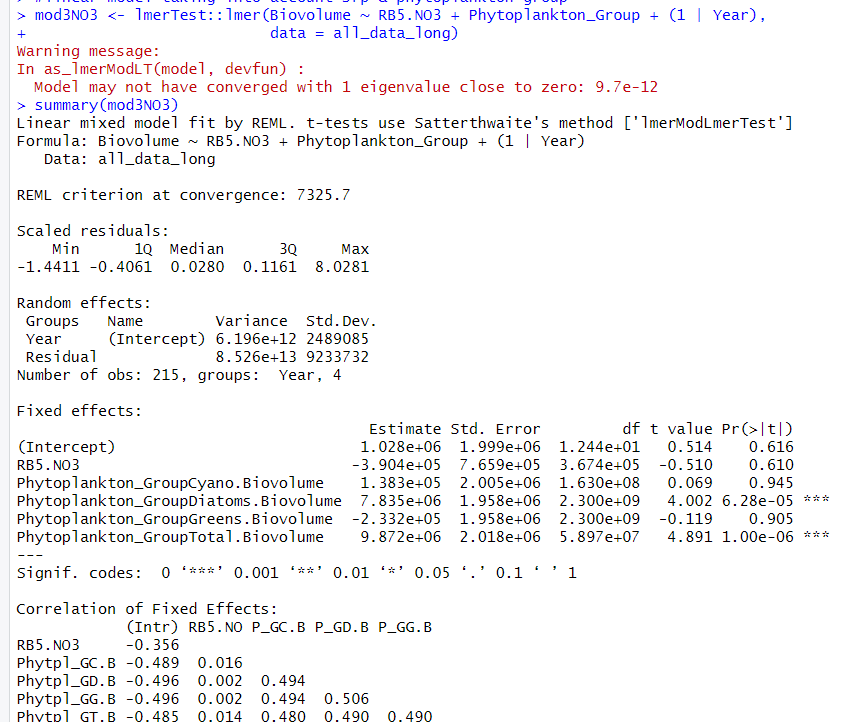 > mod3NO3 <- lmerTest::lmer(Biovolume ~ RB5.NO3 + Phytoplankton_Group + (1 | Year),
+                           data = all_data_long)
Warning message:
In as_lmerModLT(model, devfun) :
  Model may not have converged with 1 eigenvalue close to zero: 9.7e-12
> summary(mod3NO3)
Linear mixed model fit by REML. t-tests use Satterthwaite's method ['lmerModLmerTest']
Formula: Biovolume ~ RB5.NO3 + Phytoplankton_Group + (1 | Year)
   Data: all_data_long

REML criterion at convergence: 7325.7

Scaled residuals:
    Min      1Q  Median      3Q     Max
-1.4411 -0.4061  0.0280  0.1161  8.0281

Random effects:
 Groups   Name        Variance  Std.Dev.
 Year     (Intercept) 6.196e+12 2489085
 Residual             8.526e+13 9233732
Number of obs: 215, groups:  Year, 4

Fixed effects:
                                Estimate Std. Error         df t value Pr(>|t|)
(Intercept)                    1.028e+06  1.999e+06  1.244e+01   0.514    0.616
RB5.NO3                       -3.904e+05  7.659e+05  3.674e+05  -0.510    0.610
Phytoplankton_GroupCyano.Biovolume    1.383e+05  2.005e+06  1.630e+08   0.069    0.945
Phytoplankton_GroupDiatoms.Biovolume  7.835e+06  1.958e+06  2.300e+09   4.002 6.28e-05 ***
Phytoplankton_GroupGreens.Biovolume  -2.332e+05  1.958e+06  2.300e+09  -0.119    0.905
Phytoplankton_GroupTotal.Biovolume    9.872e+06  2.018e+06  5.897e+07   4.891 1.00e-06 ***
---
Signif. codes:  0 ‘***’ 0.001 ‘**’ 0.01 ‘*’ 0.05 ‘.’ 0.1 ‘ ’ 1

Correlation of Fixed Effects:
            (Intr) RB5.NO P_GC.B P_GD.B P_GG.B
RB5.NO3     -0.356
Phytpl_GC.B -0.489  0.016
Phytpl_GD.B -0.496  0.002  0.494
Phytpl_GG.B -0.496  0.002  0.494  0.506
Phytpl_GT.B -0.485  0.014  0.480  0.490  0.490